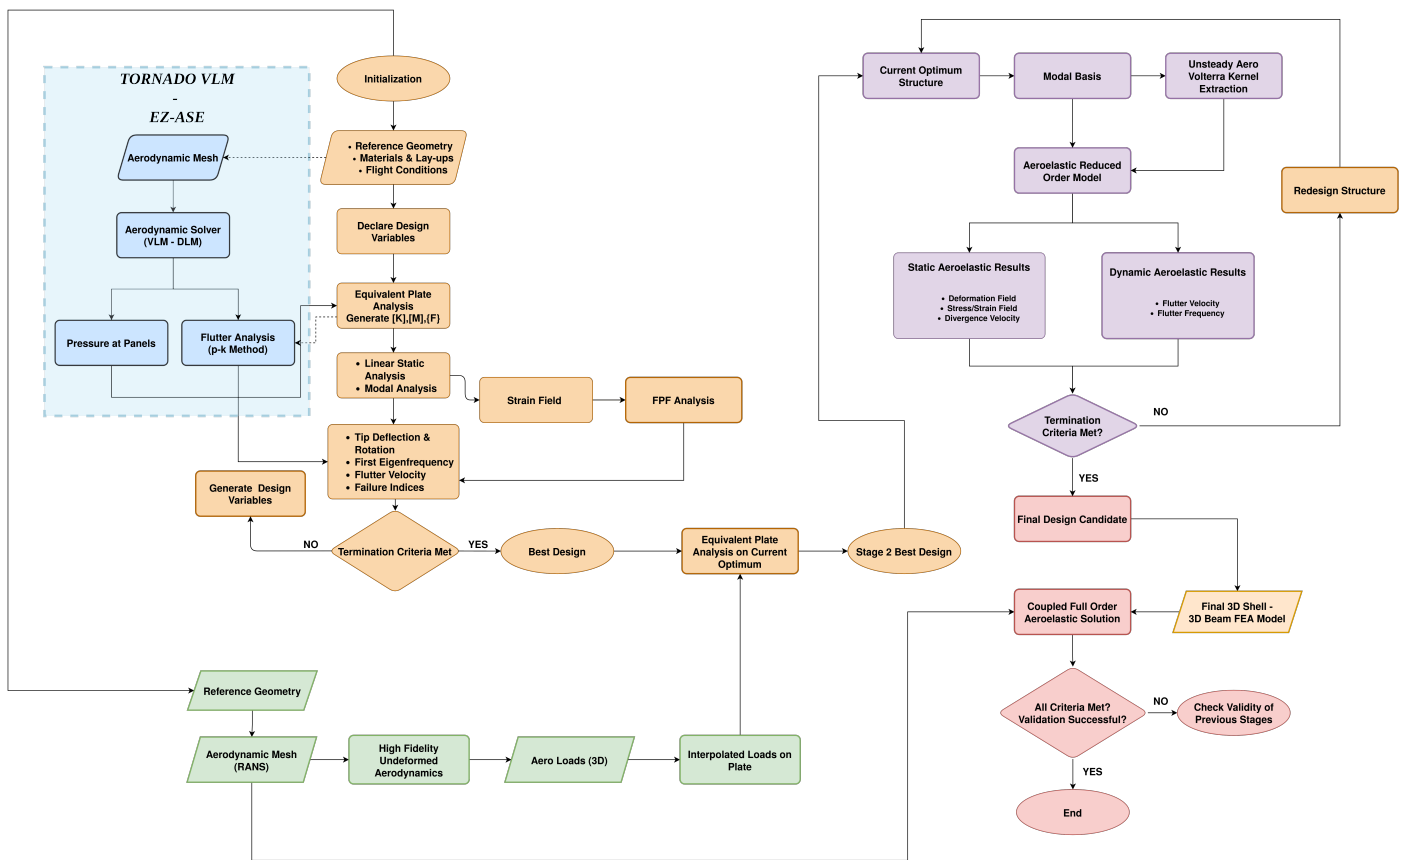 TORNADO VLM
-
EZ-ASE
Aerodynamic Mesh
Aerodynamic Solver
(VLM - DLM)
Pressure at Panels
Flutter Analysis
(p-k Method)
Initialization
• Reference Geometry
• Materials & Lay-ups
• Flight Conditions
Declare Design
Variables
Equivalent Plate
Analysis
Generate [K],[M],{F}
• Linear Static
Analysis
• Modal Analysis
Strain Field
FPF Analysis
• Tip Deflection &
Rotation
• First Eigenfrequency
• Flutter Velocity
• Failure Indices
Generate Design
Variables
NO
Termination Criteria Met
YES
Best Design
Equivalent Plate
Analysis on Current
Optimum
Stage 2 Best Design
Reference Geometry
Aerodynamic Mesh
(RANS)
High Fidelity
Undeformed
Aerodynamics
Aero Loads (3D)
Interpolated Loads on
Plate
Current Optimum
Structure
Modal Basis
Unsteady Aero
Volterra Kernel
Extraction
Aeroelastic Reduced
Order Model
Redesign Structure
Static Aeroelastic Results
• Deformation Field
• Stress/Strain Field
• Divergence Velocity
Dynamic Aeroelastic Results
• Flutter Velocity
• Flutter Frequency
Termination
Criteria Met?
NO
YES
Final Design Candidate
Coupled Full Order
Aeroelastic Solution
Final 3D Shell -
3D Beam FEA Model
All Criteria Met?
Validation Successful?
NO
Check Validity of
Previous Stages
YES
End